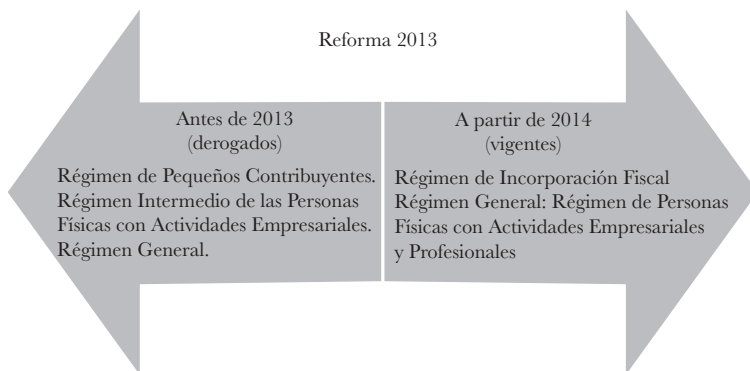 Reforma 2013
Antes de 2013
(derogados)
Régimen de Pequeños Contribuyentes.
Régimen Intermedio de las Personas
Físicas con Actividades Empresariales.
Régimen General.
A partir de 2014
(vigentes)
Régimen de Incorporación Fiscal
Régimen General: Régimen de Personas
Físicas con Actividades Empresariales
y Profesionales